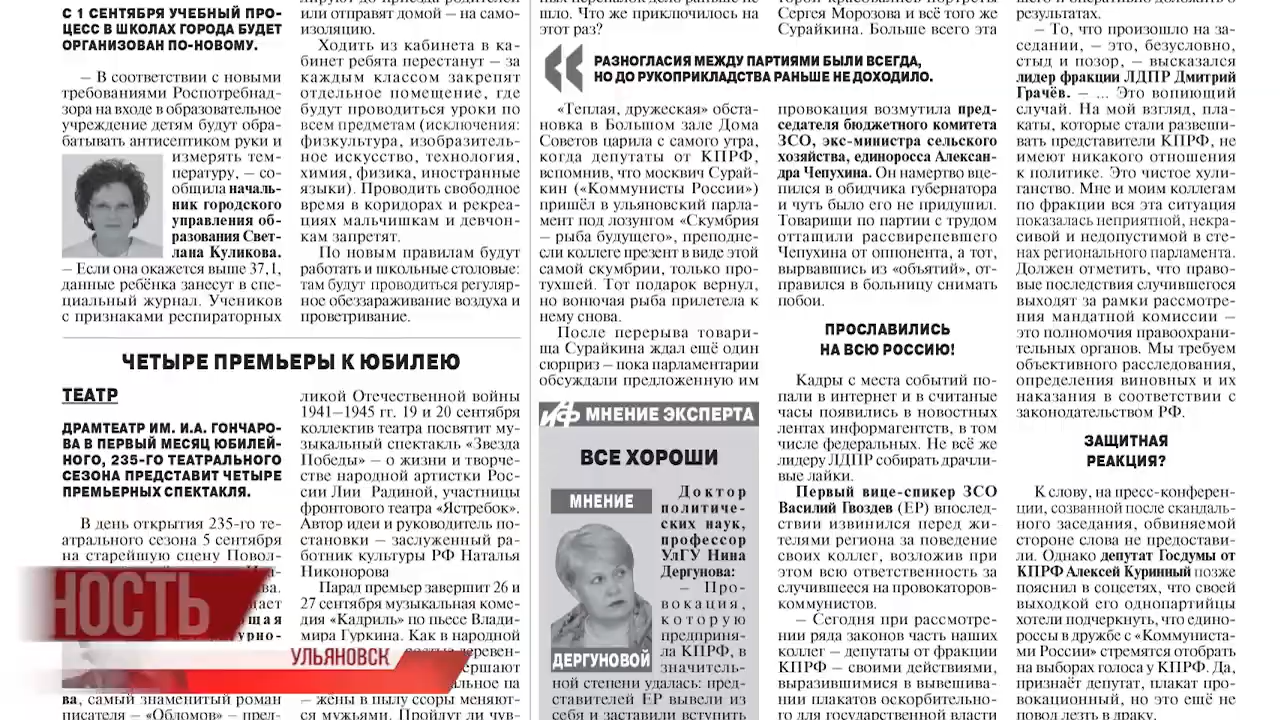 С 1 СЕНТЯБРЯ УЧЕБНЫЙ ПРО-
ЦЕСС В ШКОЛАХ ГОРОДА БУДЕТ
ОРГАНИЗОВАН ПО-НОВОМУ.
– В соответствии с новыми
требованиями Роспотребнад-
зора на входе в образовательное
учреждение детям будут обра-
батывать антисептиком руки и
измерять тем-
пературу, – со-
общила началь-
ник городского
управления об-
разования Свет-
лана Куликова.
– Если она окажется выше 37,1,
данные ребёнка занесут в спе-
циальный журнал. Учеников
с признаками респираторных
или отправят домой – на само-
изоляцию.
Ходить из кабинета в ка-
бинет ребята перестанут – за
каждым классом закрепят
отдельное помещение, где
будут проводиться уроки по
всем предметам (исключения:
физкультура, изобразитель-
ное искусство, технология,
химия, физика, иностранные
языки). Проводить свободное
время в коридорах и рекреа-
циях мальчишкам и девчон-
кам запретят.
По новым правилам будут
работать и школьные столовые:
там будут проводиться регуляр-
ное обеззараживание воздуха и
проветривание.
ЧЕТЫРЕ ПРЕМЬЕРЫ К ЮБИЛЕЮ
ТЕАТР
ДРАМТЕАТР ИМ. И.А. ГОНЧАРО-
ВА В ПЕРВЫЙ МЕСЯЦ ЮБИЛЕЙ-
НОГО, 235-ГО ТЕАТРАЛЬНОГО
СЕЗОНА ПРЕДСТАВИТ ЧЕТЫРЕ
ПРЕМЬЕРНЫХ СПЕКТАКЛЯ.
В день открытия 235-го те-
атрального сезона 5 сентября
на старейшую сцену Повол-
ва, самый знаменитый роман
писателя – «Обломов» – пред-
ликой Отечественной войны
1941–1945 гг. 19 и 20 сентября
коллектив театра посвятит му-
зыкальный спектакль «Звезда
Победы» – о жизни и творче-
стве народной артистки Рос-
сии Лии Радиной, участницы
фронтового театра «Ястребок».
Автор идеи и руководитель по-
становки – заслуженный ра-
ботник культуры РФ Наталья
Никонорова
Парад премьер завершит 26 и
27 сентября музыкальная коме-
дия «Кадриль» по пьесе Влади-
мира Гуркина. Как в народной
– жёны в пылу ссоры меняют-
ся мужьями. Пройдут ли чув-
НОСТЬ
УЛЬЯНОВСК
шло. Что же приключилось на
этот раз?
РАЗНОГЛАСИЯ МЕЖДУ ПАРТИЯМИ БЫЛИ ВСЕГДА,
НО ДО РУКОПРИКЛАДСТВА РАНЬШЕ НЕ ДОХОДИЛО.
«Теплая, дружеская» обста-
новка в Большом зале Дома
Советов царила с самого утра,
когда депутаты от КПРФ,
вспомнив, что москвич Сурай-
кин («Коммунисты России»)
пришёл в ульяновский парла-
мент под лозунгом «Скумбрия
– рыба будущего», преподне-
сли коллеге презент в виде этой
самой скумбрии, только про-
тухшей. Тот подарок вернул,
но вонючая рыба прилетела к
нему снова.
После перерыва товари-
ща Сурайкина ждал ещё один
сюрприз – пока парламентарии
обсуждали предложенную им
АиФ МНЕНИЕ ЭКСПЕРТА
ВСЕ ХОРОШИ
МНЕНИЕ
ДЕРГУНОВОЙ
Доктор
политиче-
ских наук,
профессор
УлГУ Нина
Дергунова:
– Про-
вокация,
которую
предприня-
ла КПРФ, в
значитель-
ной степени удалась: пред-
ставителей ЕР вывели из
себя и заставили вступить
Сергея Морозова и всё того же
Сурайкина. Больше всего эта
провокация возмутила пред-
седателя бюджетного комитета
ЗСО, экс-министра сельского
хозяйства, единоросса Алексан-
дра Чепухина. Он намертво вце-
пился в обидчика губернатора
и чуть было его не придушил.
Товарищи по партии с трудом
оттащили рассвирепевшего
Чепухина от оппонента, а тот,
вырвавшись из «объятий», от-
правился в больницу снимать
побои.
ПРОСЛАВИЛИСЬ
НА ВСЮ РОССИЮ!
Кадры с места событий по-
пали в интернет и в считаные
часы появились в новостных
лентах информагентств, в том
числе федеральных. Не всё же
лидеру ЛДПР собирать драчли-
вые лайки.
Первый вице-спикер ЗСО
Василий Гвоздев (ЕР) впослед-
ствии извинился перед жи-
телями региона за поведение
своих коллег, возложив при
этом всю ответственность за
случившееся на провокаторов-
коммунистов.
– Сегодня при рассмотре-
нии ряда законов часть наших
коллег – депутаты от фракции
КПРФ – своими действиями,
выразившимися в вывешива-
нии плакатов оскорбительно-
го для государственной власти
результатах.
– То, что произошло на за-
седании, – это, безусловно,
стыд и позор, – высказался
лидер фракции ЛДПР Дмитрий
Грачёв. – ... Это вопиющий
случай. На мой взгляд, пла-
каты, которые стали развеши-
вать представители КПРФ, не
имеют никакого отношения
к политике. Это чистое хули-
ганство. Мне и моим коллегам
по фракции вся эта ситуация
показалась неприятной, некра-
сивой и недопустимой в сте-
нах регионального парламента.
Должен отметить, что право-
вые последствия случившегося
выходят за рамки рассмотре-
ния мандатной комиссии –
это полномочия правоохрани-
тельных органов. Мы требуем
объективного расследования,
определения виновных и их
наказания в соответствии с
законодательством РФ.
ЗАЩИТНАЯ
РЕАКЦИЯ?
К слову, на пресс-конферен-
ции, созванной после скандаль-
ного заседания, обвиняемой
стороне слова не предостави-
ли. Однако депутат Госдумы от
КПРФ Алексей Куринный позже
пояснил в соцсетях, что своей
выходкой его однопартийцы
хотели подчеркнуть, что едино-
россы в дружбе с «Коммуниста-
ми России» стремятся отобрать
на выборах голоса у КПРФ. Да,
признаёт депутат, плакат про-
вокационный, но это ещё не
повод лезть в драку.